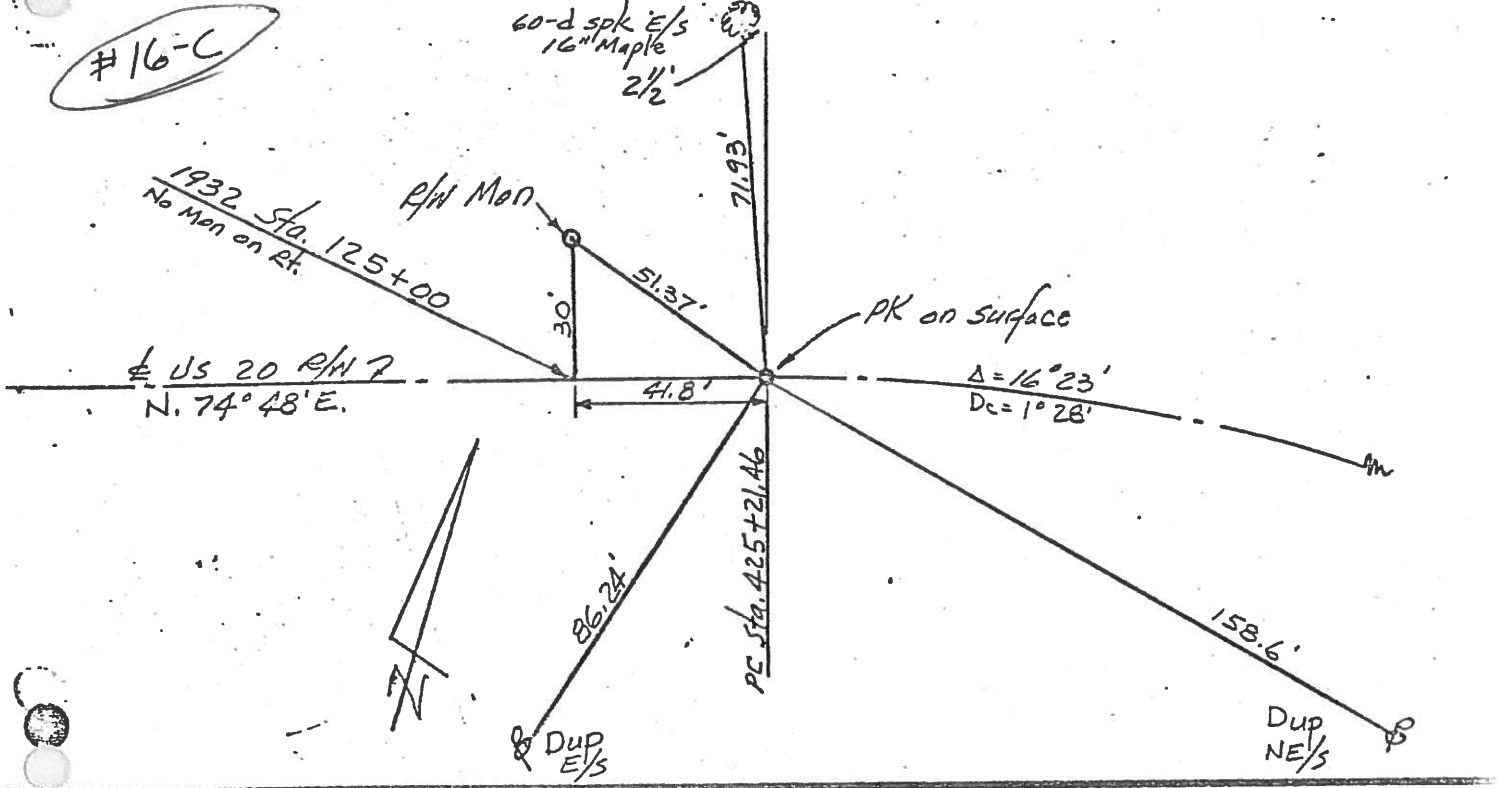 #16-C
60-d spk E/S
16" Maple
2½'
71.93'
1932 Sta. 125+00
No Mon on Rt.
R/W Mon
51.37'
30'
PK on surface
℄ US 20 R/W
N. 74° 48' E.
41.8'
Δ = 16° 23'
Dc = 1° 28'
PC Sta. 425+21.46
86.24'
158.6'
N
Dup
E/S
Dup
NE/S